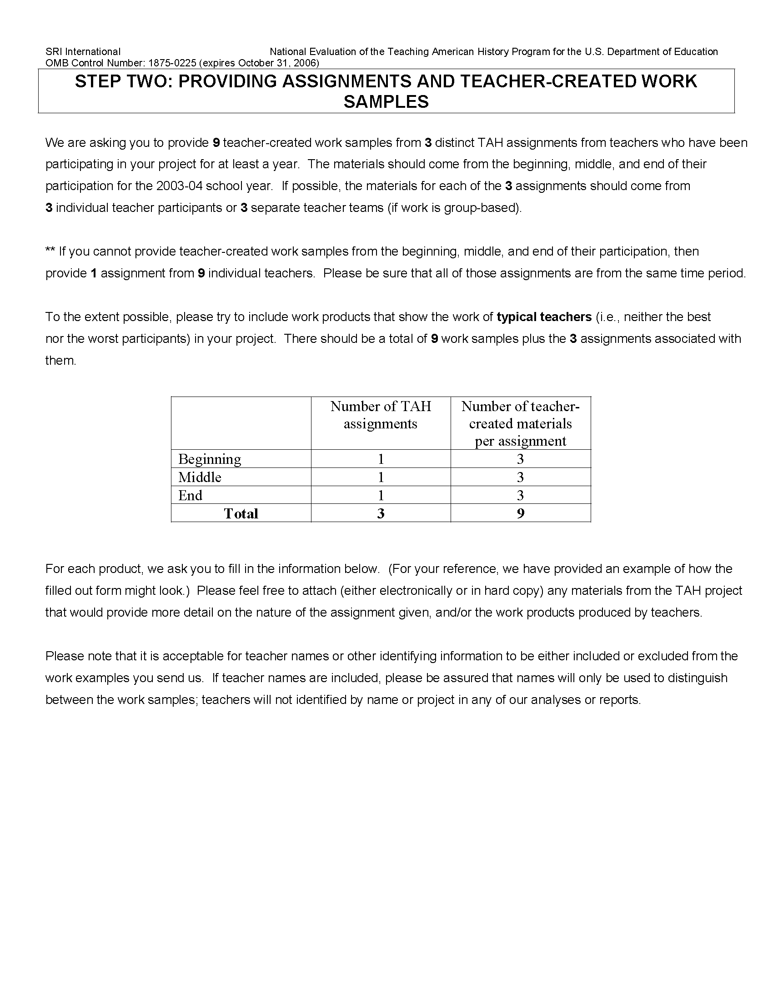 SRI International National Evaluation of the Teaching American History Program for the U.S. Department of Education
OMB Control Number: 1875-0225 (expires October 31, 2006)
STEP TWO: PROVIDING ASSIGNMENTS AND TEACHER-CREATED WORK
SAMPLES
We are asking you to provide 9 teacher-created work samples from 3 distinct TAH assignments from teachers who have been
participating in your project for at least a year. The materials should come from the beginning, middle, and end of their
participation for the 2003-04 school year. If possible, the materials for each of the 3 assignments should come from
3 individual teacher participants or 3 separate teacher teams (if work is group-based).
** If you cannot provide teacher-created work samples from the beginning, middle, and end of their participation, then
provide 1 assignment from 9 individual teachers. Please be sure that all of those assignments are from the same time period.
To the extent possible, please try to include work products that show the work of typical teachers (i.e., neither the best
nor the worst participants) in your project. There should be a total of 9 work samples plus the 3 assignments associated with
them.
Number of TAH
assignments
Number of teacher-
created materials
per assignment
Beginning 1 3
Middle 1 3
End 1 3
Total 3 9
For each product, we ask you to fill in the information below. (For your reference, we have provided an example of how the
filled out form might look.) Please feel free to attach (either electronically or in hard copy) any materials from the TAH project
that would provide more detail on the nature of the assignment given, and/or the work products produced by teachers.
Please note that it is acceptable for teacher names or other identifying information to be either included or excluded from the
work examples you send us. If teacher names are included, please be assured that names will only be used to distinguish
between the work samples; teachers will not identified by name or project in any of our analyses or reports.